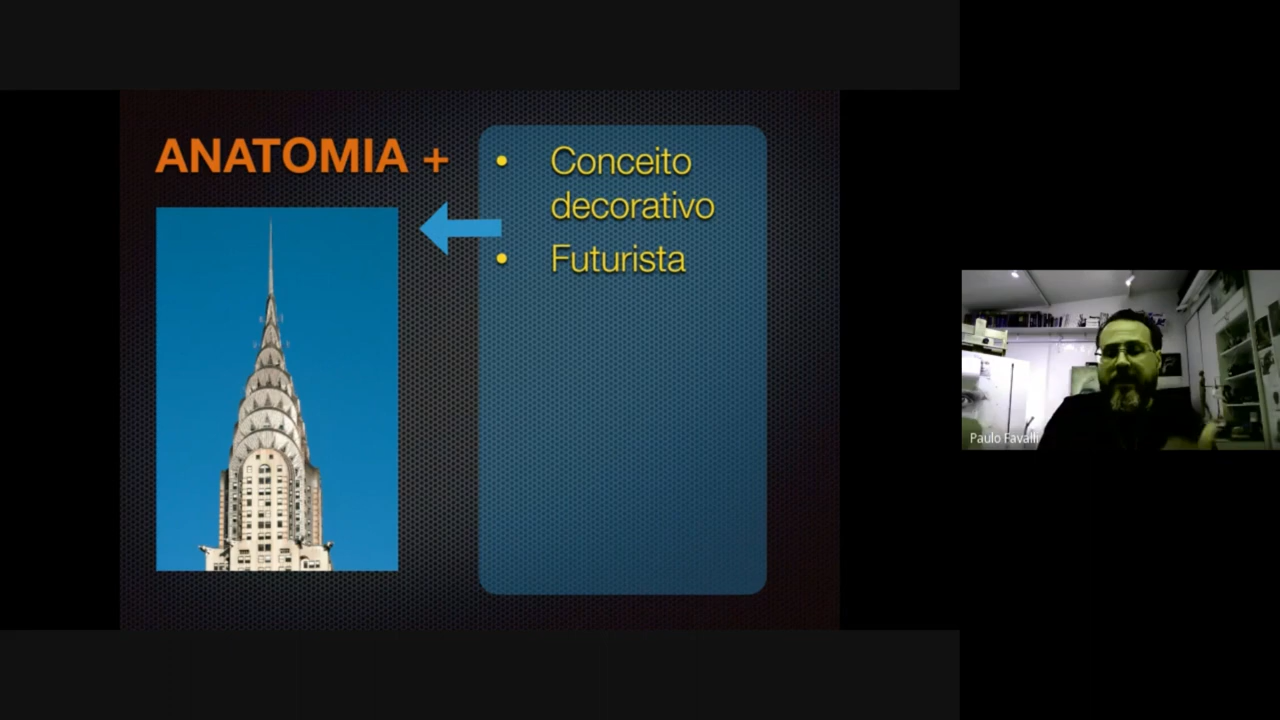 ANATOMIA +
• Conceito
decorativo
• Futurista
Paulo Favalli